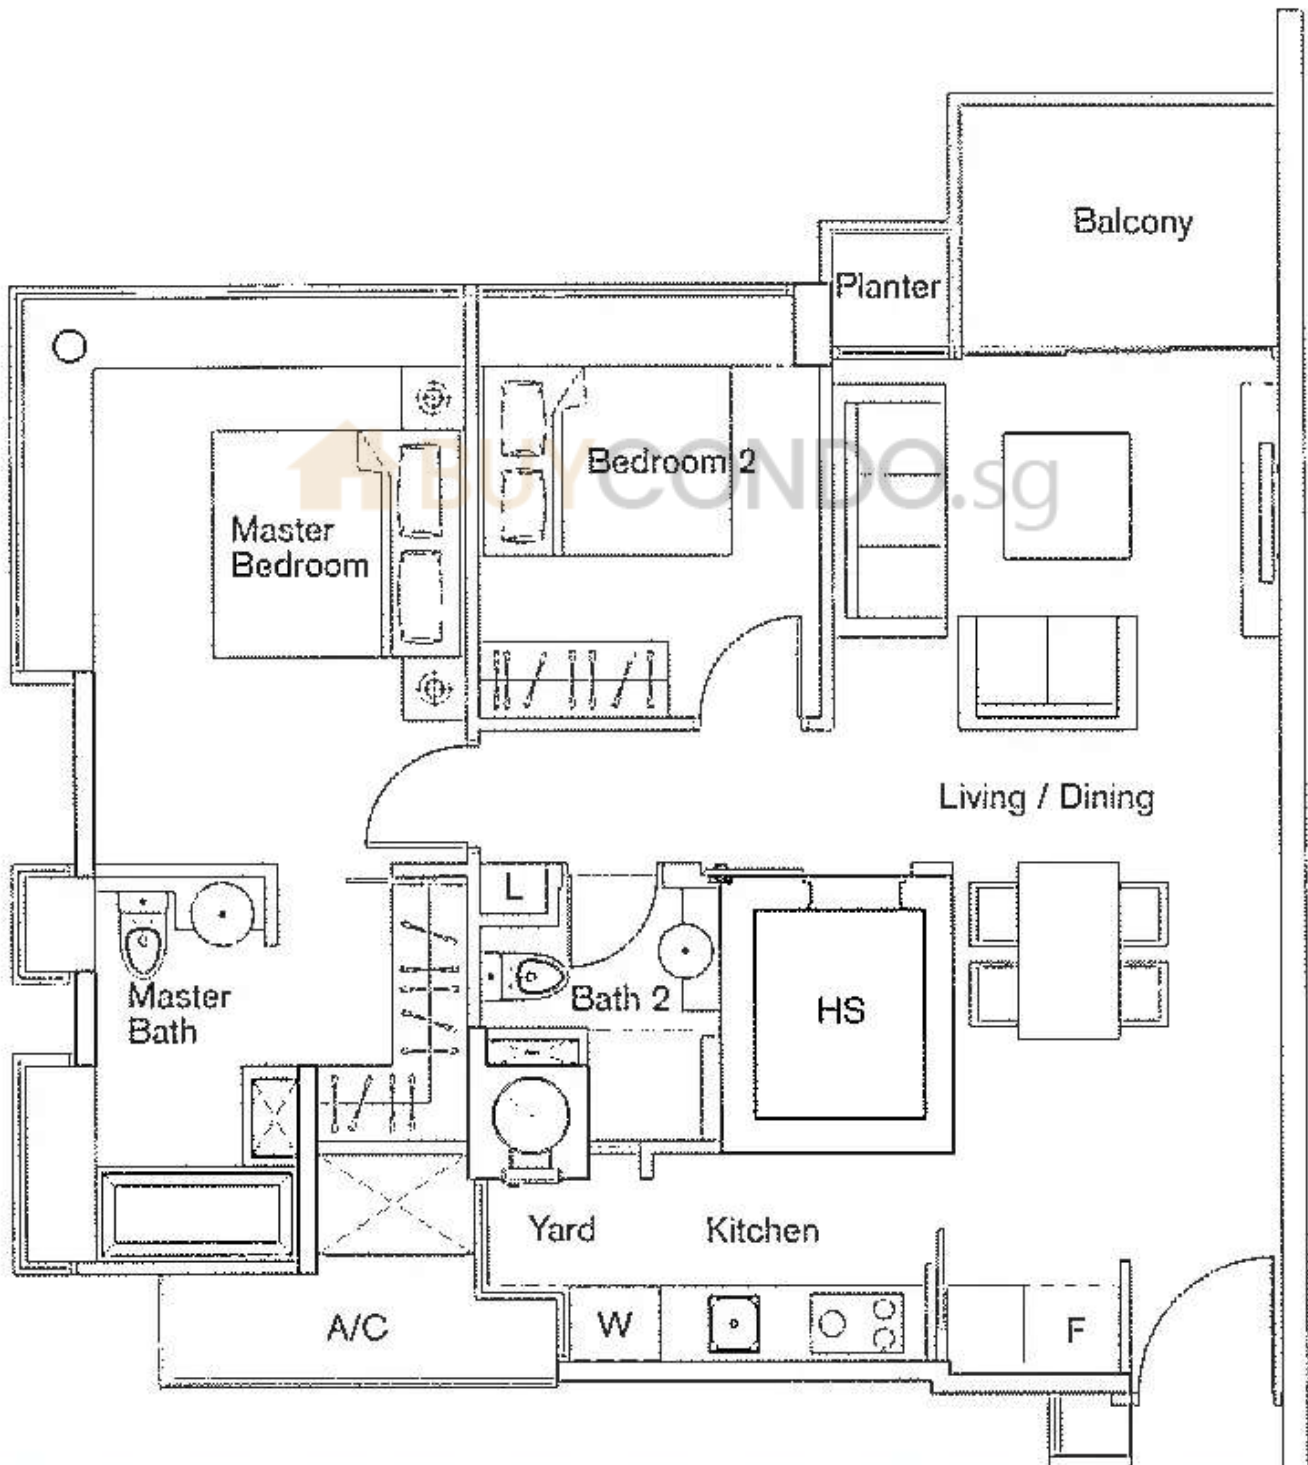 Balcony
Planter
BUYCONDO.sg
Bedroom 2
Master
Bedroom
Living / Dining
L
Bath 2
HS
Master
Bath
Yard
Kitchen
A/C
W
F